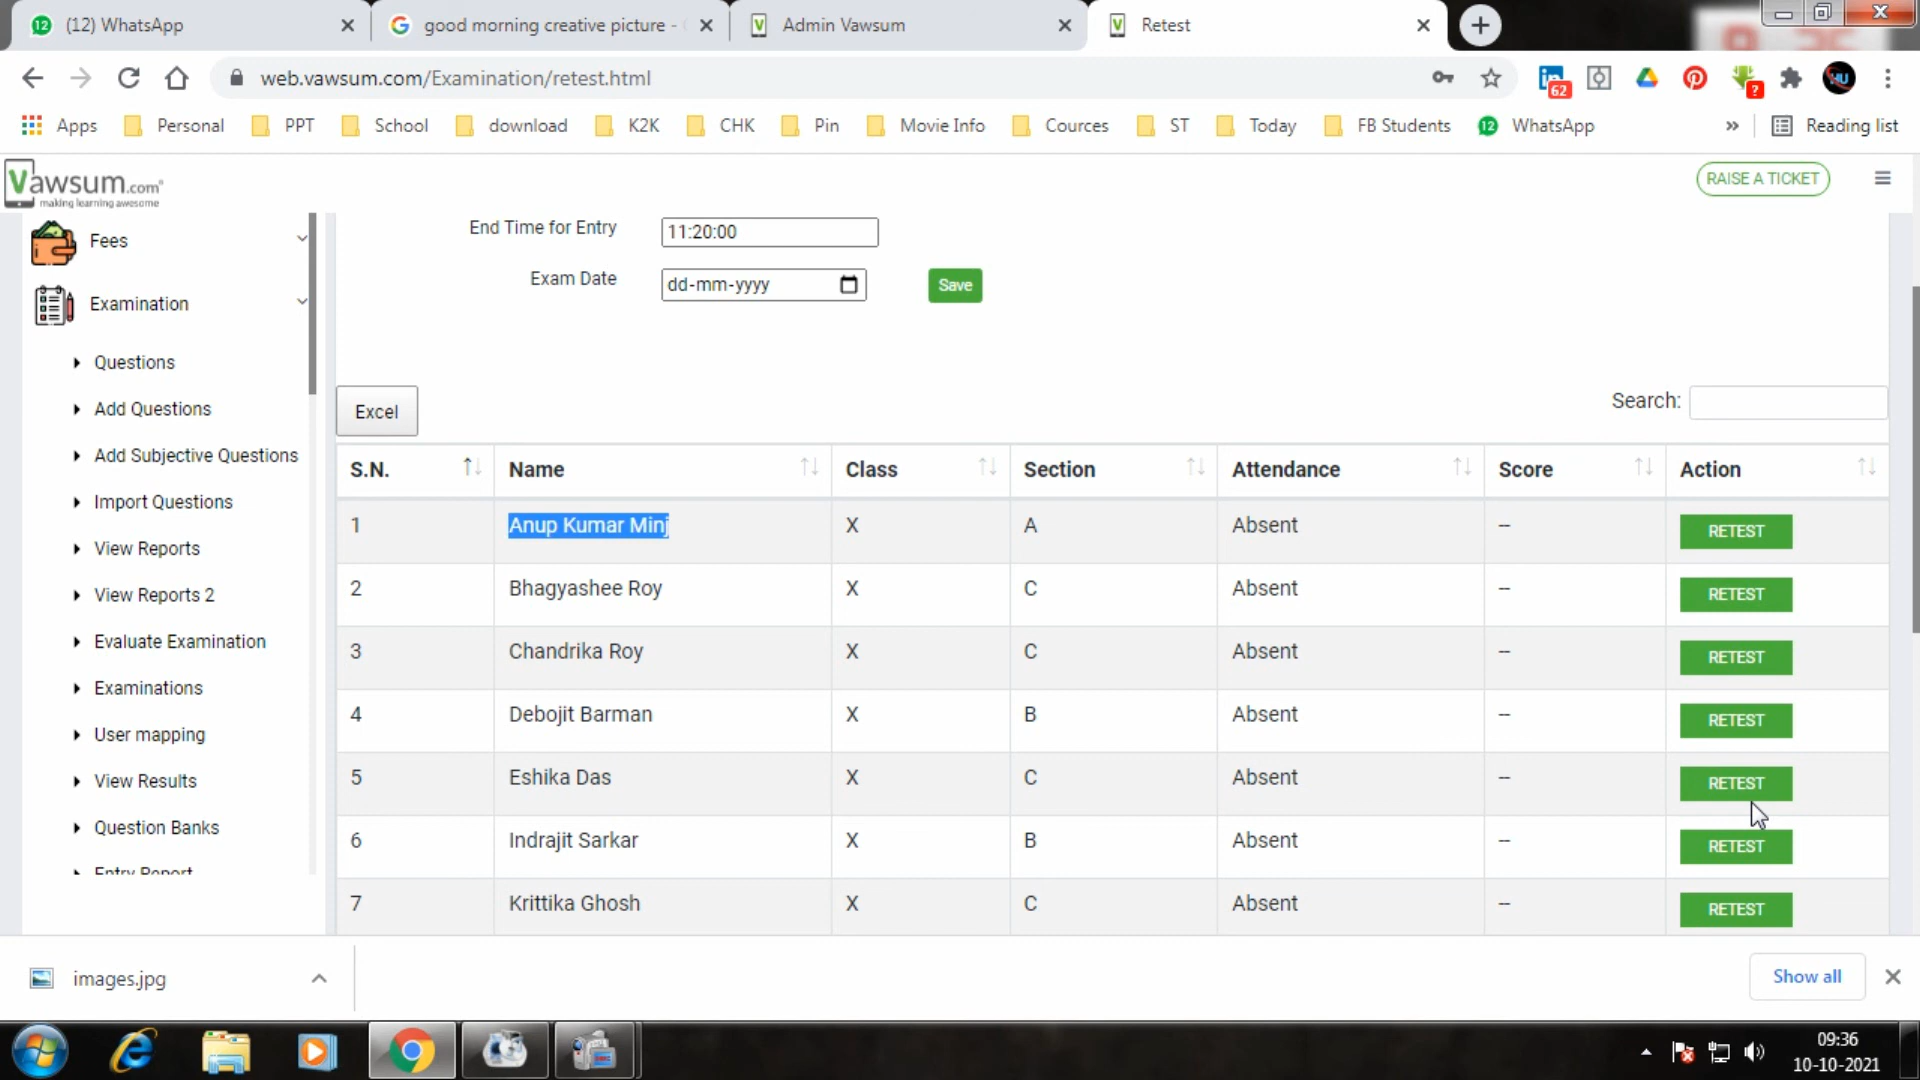 (12) WhatsApp
good morning creative picture -
Admin Vawsum
Retest
web.vawsum.com/Examination/retest.html
62
?
Apps
Personal
PPT
School
download
K2K
CHK
Pin
Movie Info
Cources
ST
Today
FB Students
12
WhatsApp
»
Reading list
Vawsum.com®
making learning awesome
RAISE A TICKET
Fees
Examination
Questions
Add Questions
Add Subjective Questions
Import Questions
View Reports
View Reports 2
Evaluate Examination
Examinations
User mapping
View Results
Question Banks
Entry Report
End Time for Entry 11:20:00
Exam Date dd-mm-yyyy Save
Excel
Search:
S.N. Name Class Section Attendance Score Action
1 Anup Kumar Minj X A Absent -- RETEST
2 Bhagyashee Roy X C Absent -- RETEST
3 Chandrika Roy X C Absent -- RETEST
4 Debojit Barman X B Absent -- RETEST
5 Eshika Das X C Absent -- RETEST
6 Indrajit Sarkar X B Absent -- RETEST
7 Krittika Ghosh X C Absent -- RETEST
images.jpg
Show all
09:36
10-10-2021